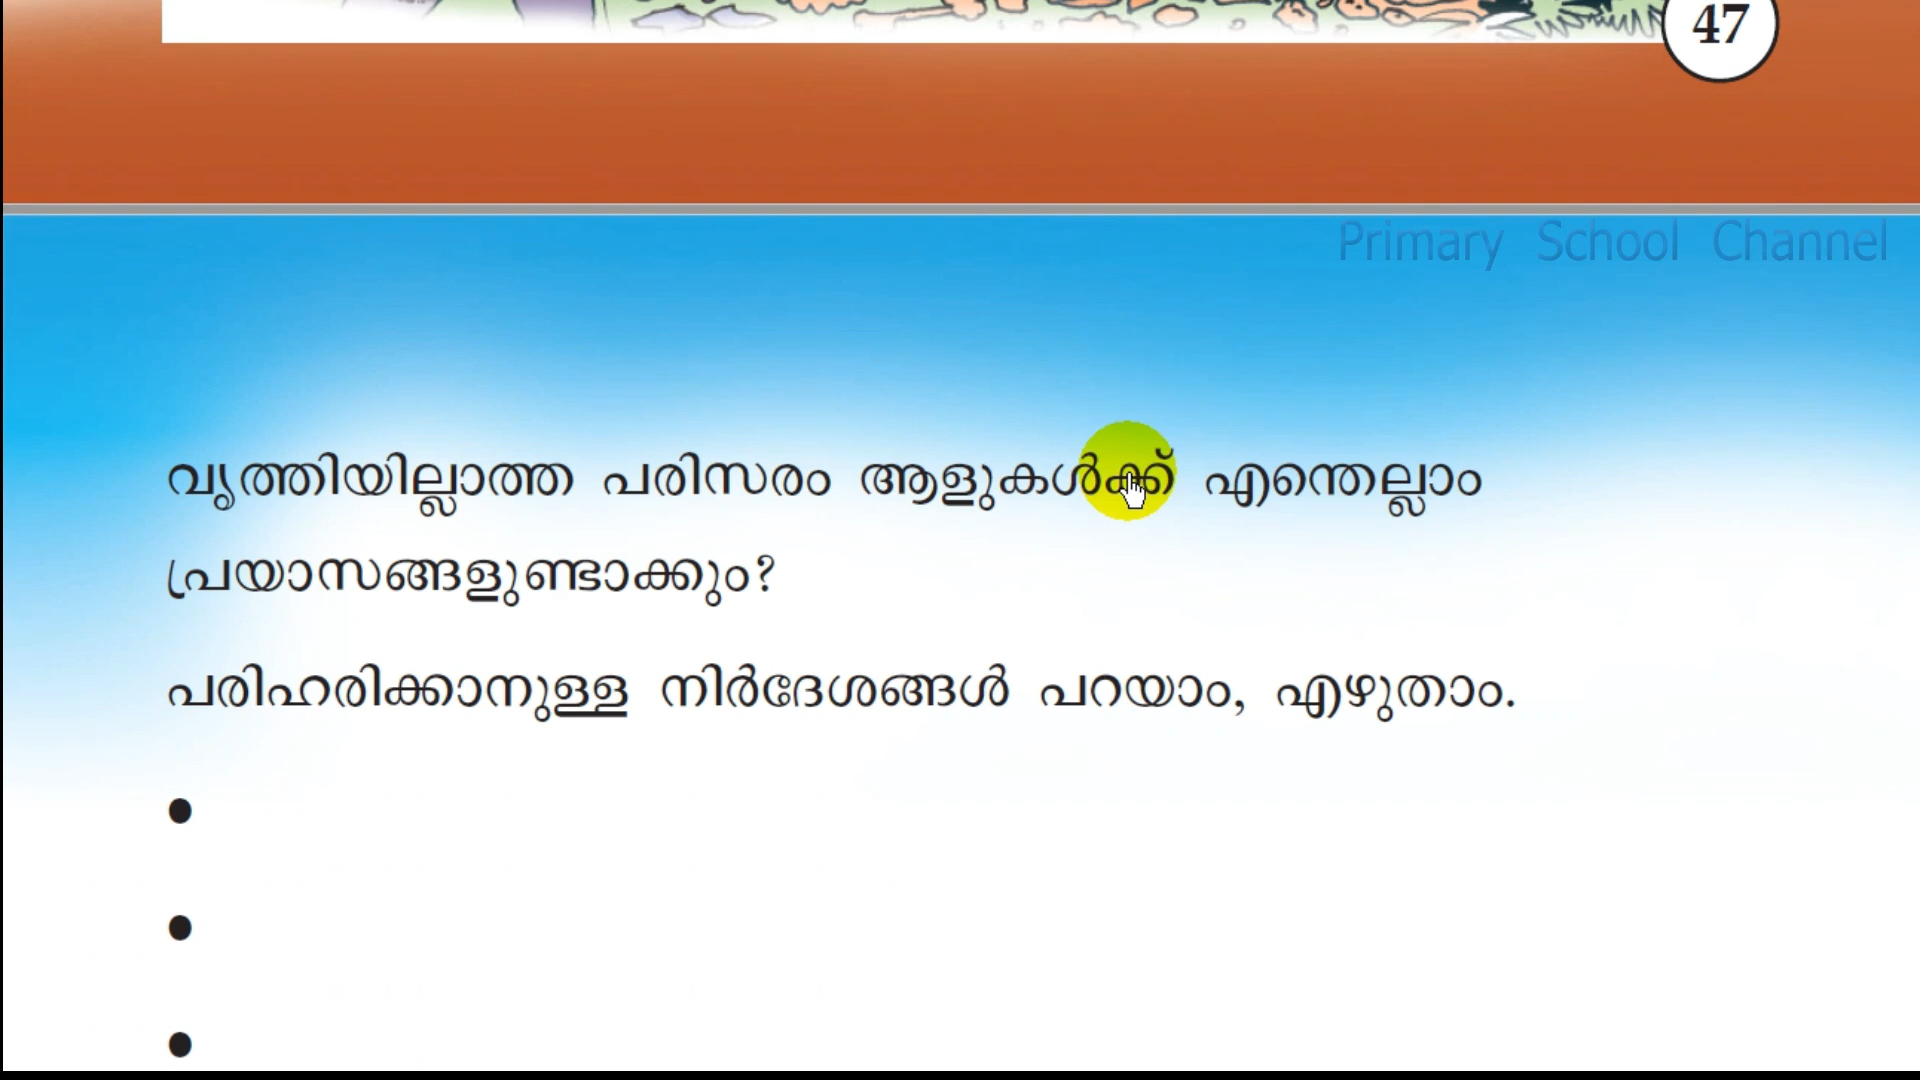 47
Primary School Channel
വൃത്തിയില്ലാത്ത പരിസരം ആളുകൾക്ക് എന്തെല്ലാം
പ്രയാസങ്ങളുണ്ടാക്കും?
പരിഹരിക്കാനുള്ള നിർദേശങ്ങൾ പറയാം, എഴുതാം.